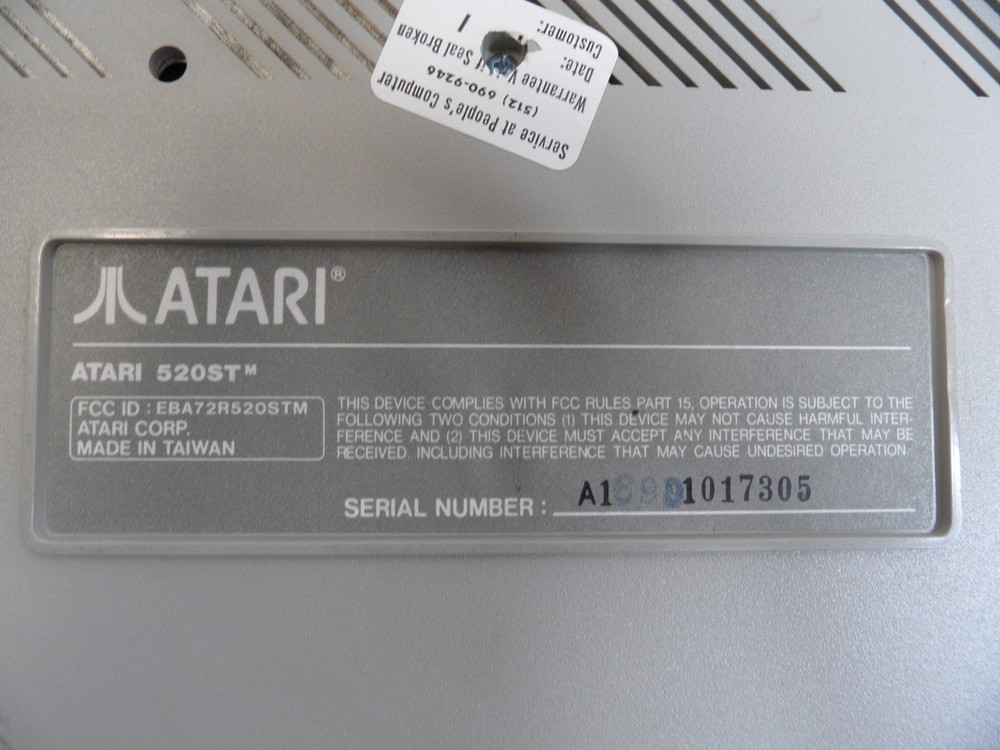 Service at People's Computer
(512) 690-9246
Warrantee Seal Broken
Date:
Customer:
ATARI®
ATARI 520ST™
FCC ID : EBA72R520STM
ATARI CORP.
MADE IN TAIWAN
THIS DEVICE COMPLIES WITH FCC RULES PART 15, OPERATION IS SUBJECT TO THE
FOLLOWING TWO CONDITIONS (1) THIS DEVICE MAY NOT CAUSE HARMFUL INTER-
FERENCE AND (2) THIS DEVICE MUST ACCEPT ANY INTERFERENCE THAT MAY BE
RECEIVED. INCLUDING INTERFERENCE THAT MAY CAUSE UNDESIRED OPERATION.
SERIAL NUMBER : A1 69D1017305